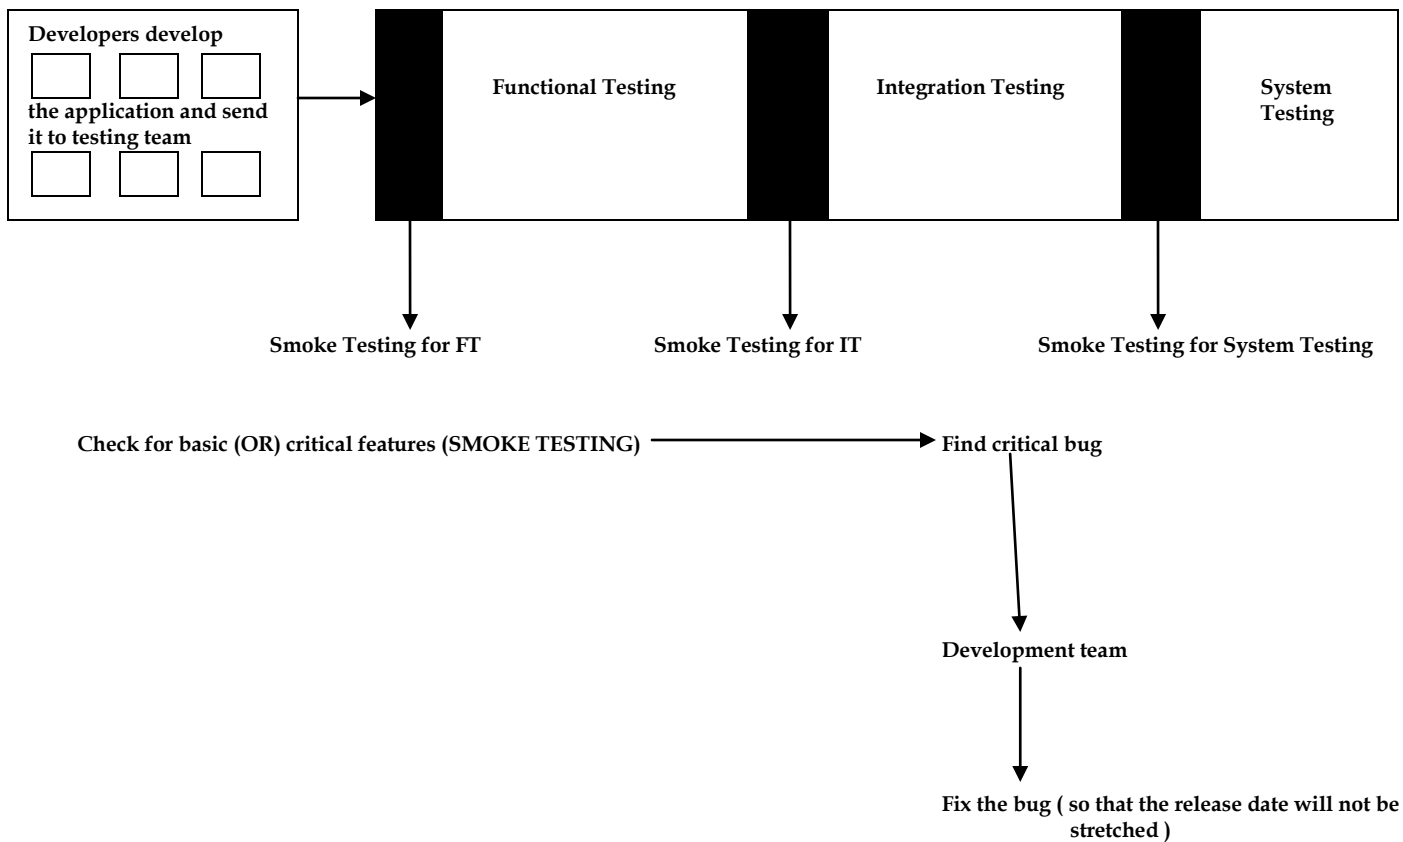 Developers develop
the application and send
it to testing team
Functional Testing
Integration Testing
System
Testing
Smoke Testing for FT
Smoke Testing for IT
Smoke Testing for System Testing
Check for basic (OR) critical features (SMOKE TESTING)
Find critical bug
Development team
Fix the bug ( so that the release date will not be
stretched )